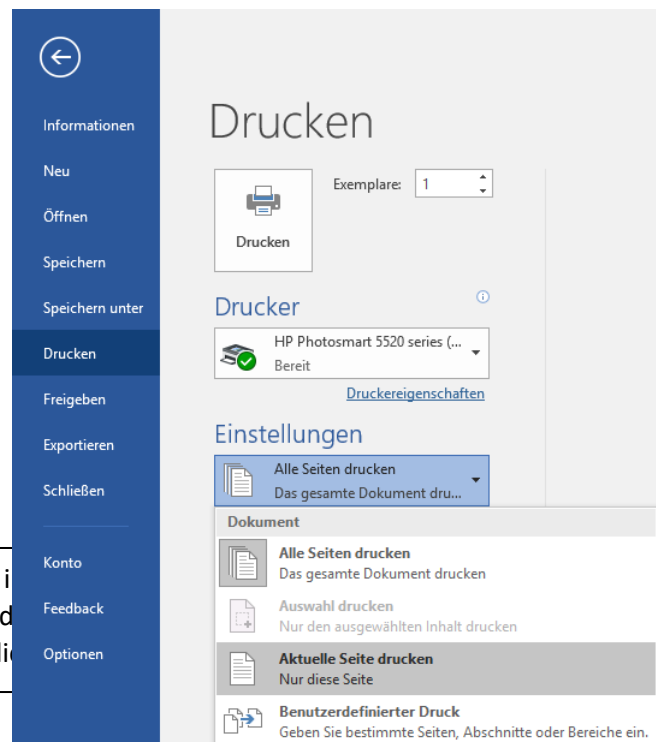 Informationen
Neu
Öffnen
Speichern
Speichern unter
Drucken
Freigeben
Exportieren
Schließen
Konto
Feedback
Optionen
Drucken
Exemplare: 1
Drucken
Drucker
HP Photosmart 5520 series (...
Bereit
Druckereigenschaften
Einstellungen
Alle Seiten drucken
Das gesamte Dokument dru...
Dokument
Alle Seiten drucken
Das gesamte Dokument drucken
Auswahl drucken
Nur den ausgewählten Inhalt drucken
Aktuelle Seite drucken
Nur diese Seite
Benutzerdefinierter Druck
Geben Sie bestimmte Seiten, Abschnitte oder Bereiche ein.